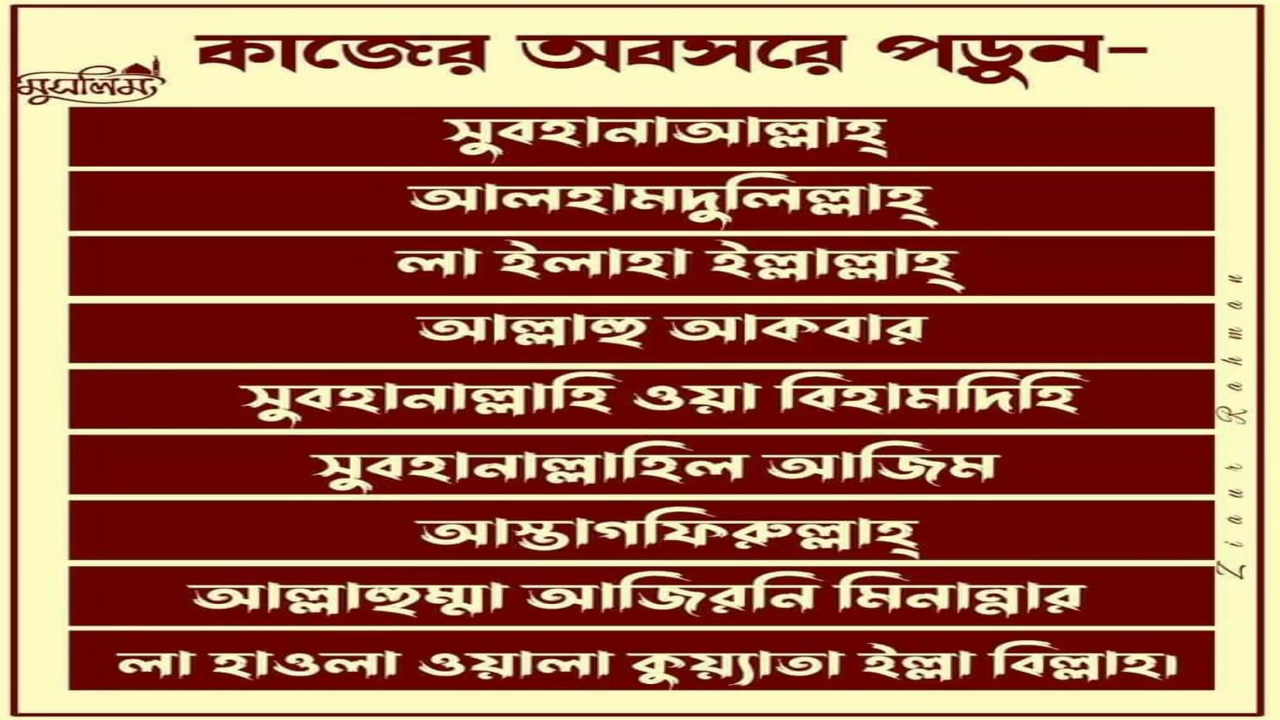 কাজের অবসরে পড়ুন-
মুসলিম
সুবহানাআল্লাহ্
আলহামদুলিল্লাহ্
লা ইলাহা ইল্লাল্লাহ্
আল্লাহু আকবার
সুবহানাল্লাহি ওয়া বিহামদিহি
সুবহানাল্লাহিল আজিম
আস্তাগফিরুল্লাহ্
আল্লাহুম্মা আজিরনি মিনান্নার
লা হাওলা ওয়ালা কুয়্যাতা ইল্লা বিল্লাহ।
Ziaur Rahman